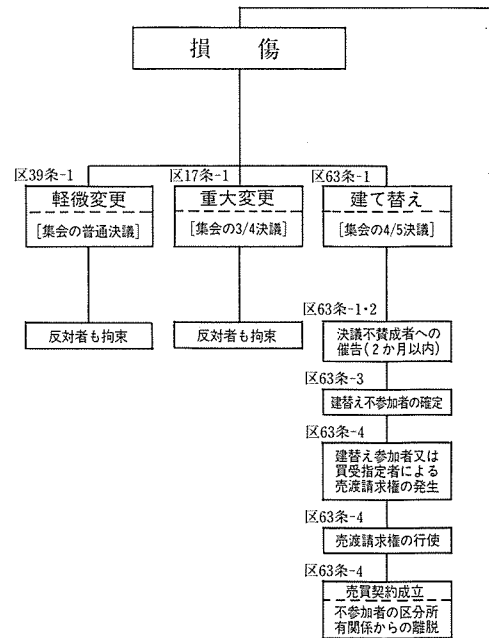 損 傷
区39条-1
軽微変更
[集会の普通決議]
反対者も拘束
区17条-1
重大変更
[集会の3/4決議]
反対者も拘束
区63条-1
建て替え
[集会の4/5決議]
区63条-1・2
決議不賛成者への
催告(2か月以内)
区63条-3
建替え不参加者の確定
区63条-4
建替え参加者又は
買受指定者による
売渡請求権の発生
区63条-4
売渡請求権の行使
区63条-4
売買契約成立
不参加者の区分所
有関係からの離脱